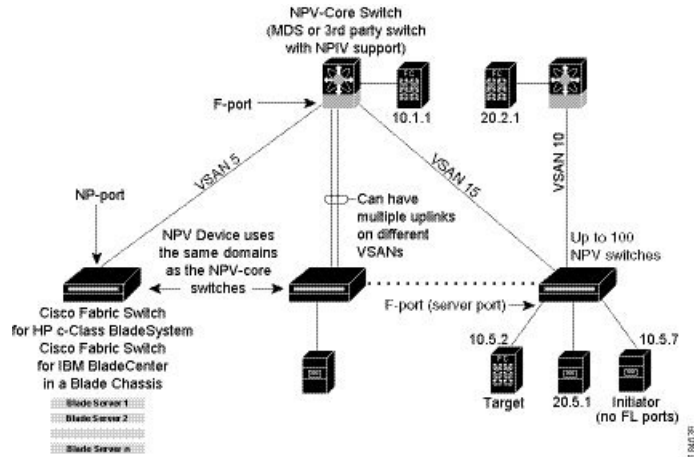 NPV-Core Switch
(MDS or 3rd party switch
with NPIV support)
F-port
10.1.1
20.2.1
FC
FC
VSAN 5
VSAN 15
VSAN 10
NP-port
Can have
multiple uplinks
on different
VSANs
NPV Device uses
the same domains
as the NPV-core
switches
Up to 100
NPV switches
Cisco Fabric Switch
for HP c-Class BladeSystem
Cisco Fabric Switch
for IBM BladeCenter
in a Blade Chassis
F-port (server port)
10.5.2
10.5.7
FC
Target
20.5.1
Initiator
(no FL ports)
Blade Server 1
Blade Server 2
Blade Server n